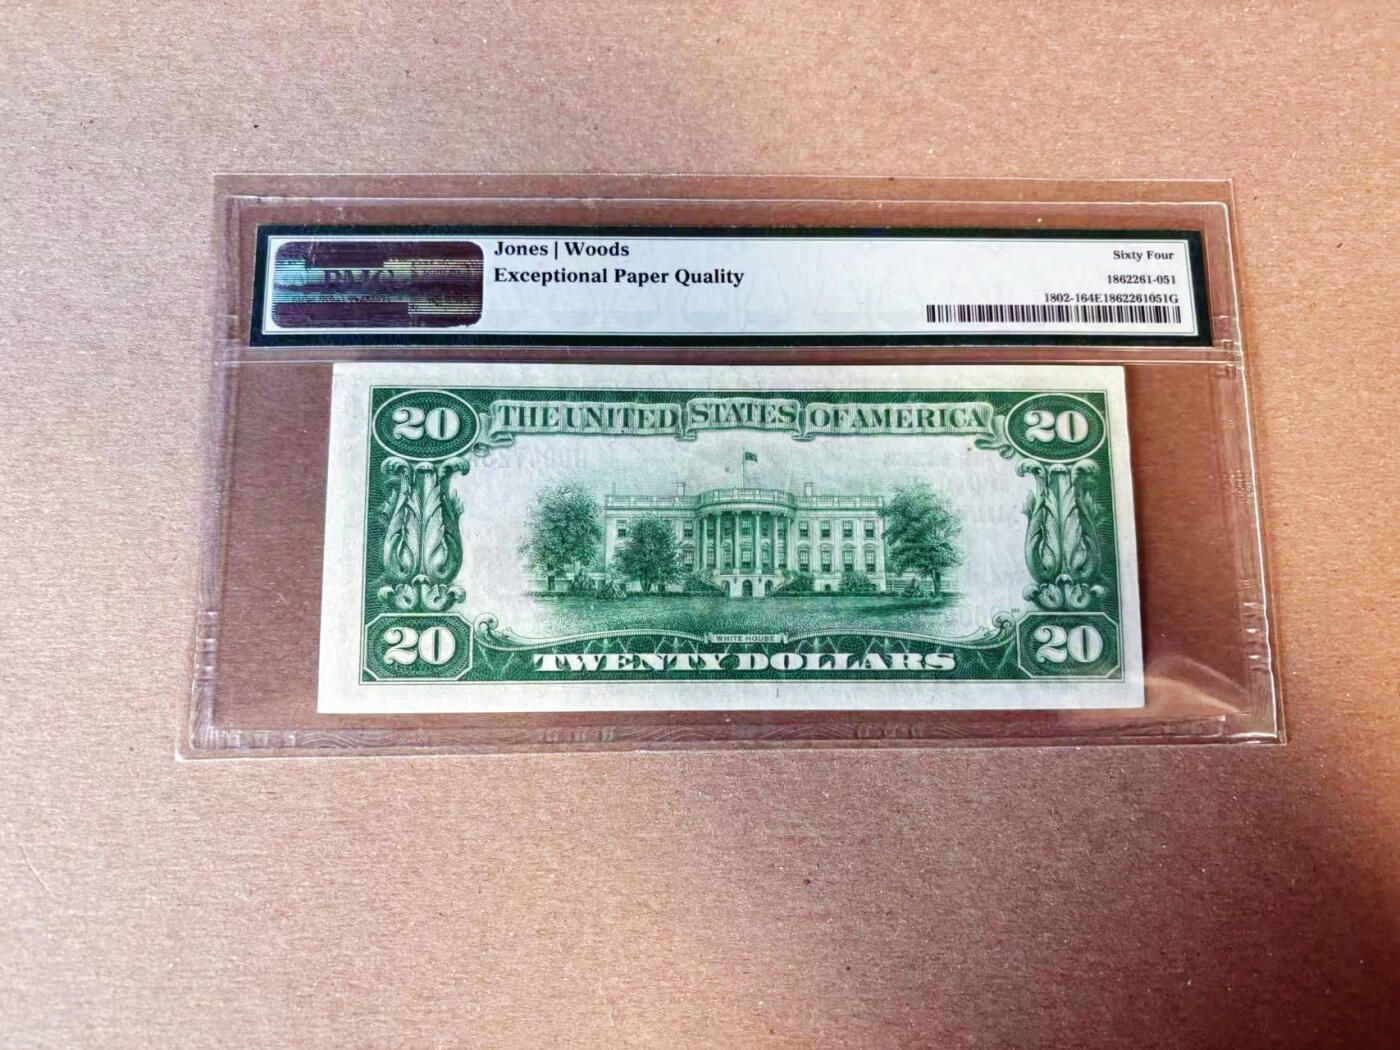 PMG
Jones | Woods
Exceptional Paper Quality
Sixty Four
1862261-051
1802-164E1862261051G
20 THE UNITED STATES OF AMERICA 20
WHITE HOUSE
20 TWENTY DOLLARS 20